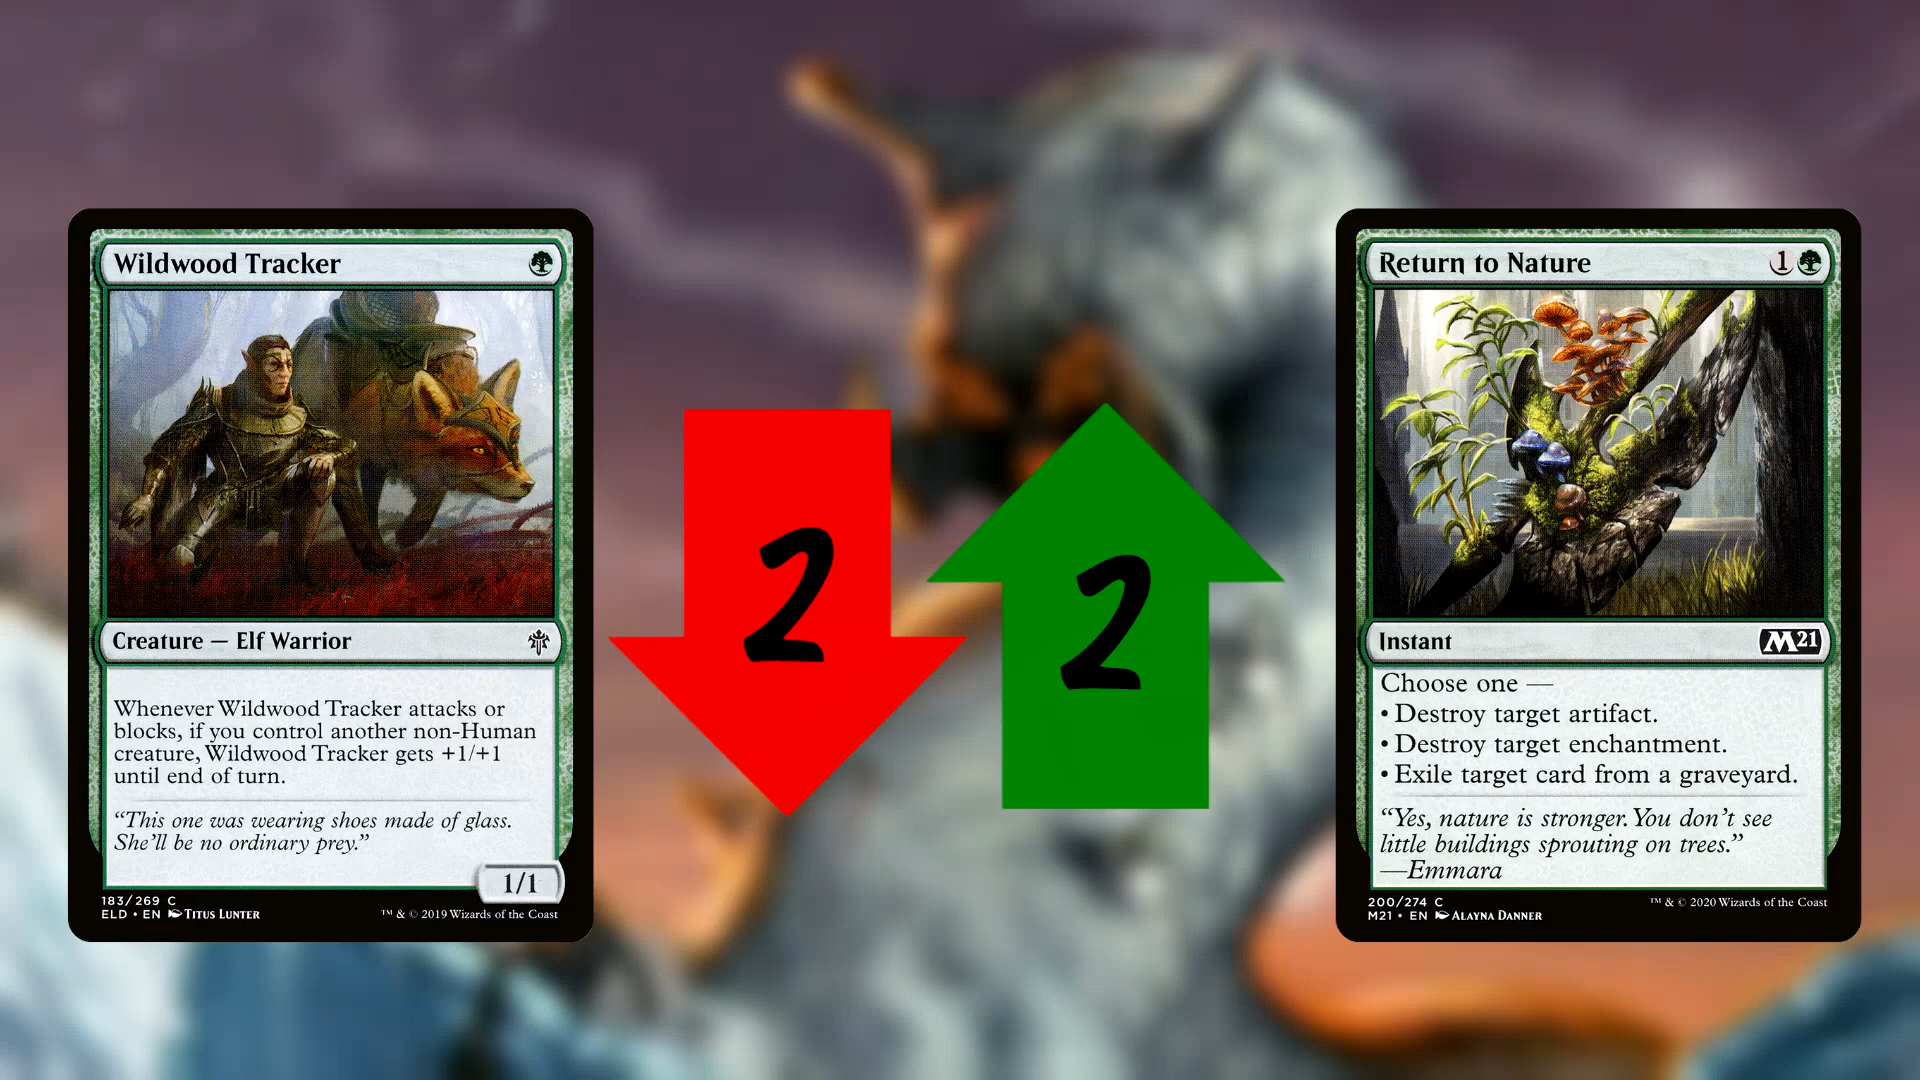 Wildwood Tracker
Creature — Elf Warrior
Whenever Wildwood Tracker attacks or
blocks, if you control another non-Human
creature, Wildwood Tracker gets +1/+1
until end of turn.
“This one was wearing shoes made of glass.
She’ll be no ordinary prey.”
1/1
183/269 C
ELD • EN Titus Lunter
™ & © 2019 Wizards of the Coast
2
2
Return to Nature
1
Instant
M21
Choose one —
• Destroy target artifact.
• Destroy target enchantment.
• Exile target card from a graveyard.
“Yes, nature is stronger. You don’t see
little buildings sprouting on trees.”
—Emmara
200/274 C
M21 • EN Alayna Danner
™ & © 2020 Wizards of the Coast